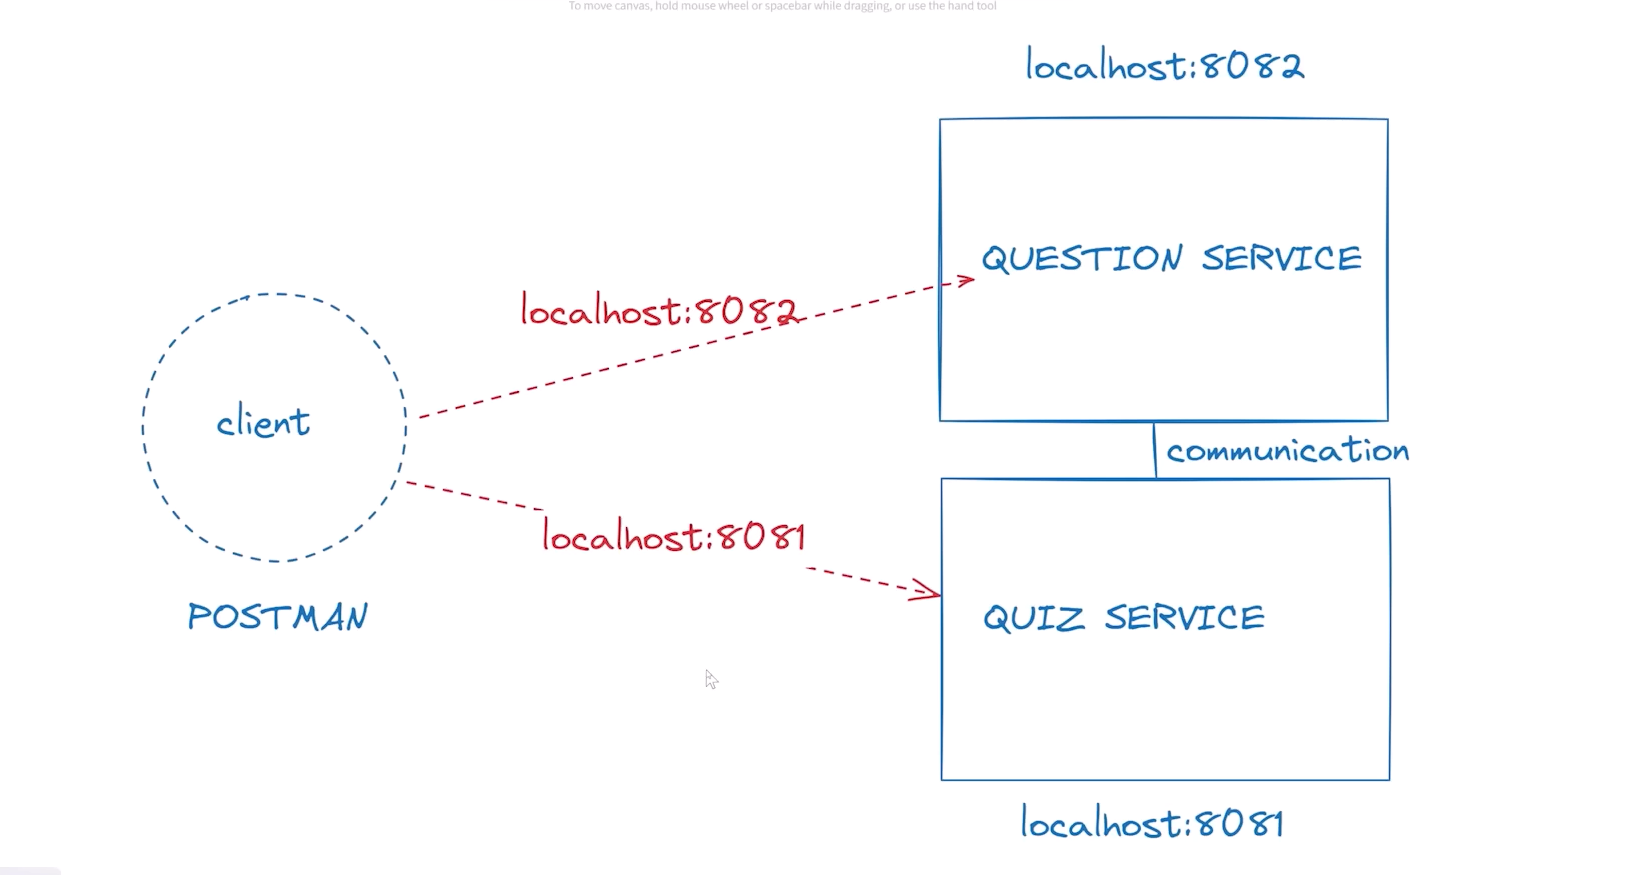 To move canvas, hold mouse wheel or spacebar while dragging, or use the hand tool
localhost:8082
QUESTION SERVICE
localhost:8082
client
communication
localhost:8081
POSTMAN
QUIZ SERVICE
localhost:8081